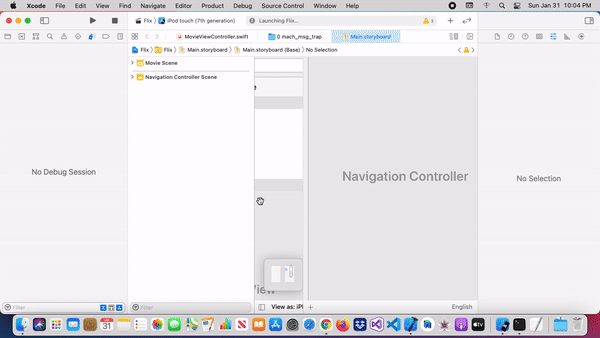 Xcode File Edit View Find Navigate Editor Product Debug Source Control Window Help Sun Jan 31 10:04 PM
Flix iPod touch (7th generation) Launching Flix... 3
MovieViewController.swift 0 mach_msg_trap Main.storyboard
Flix Flix Main.storyboard Main.storyboard (Base) No Selection
Movie Scene
Navigation Controller Scene
e
No Debug Session
Navigation Controller
No Selection
View
Filter
Filter
View as: iPh
English
31